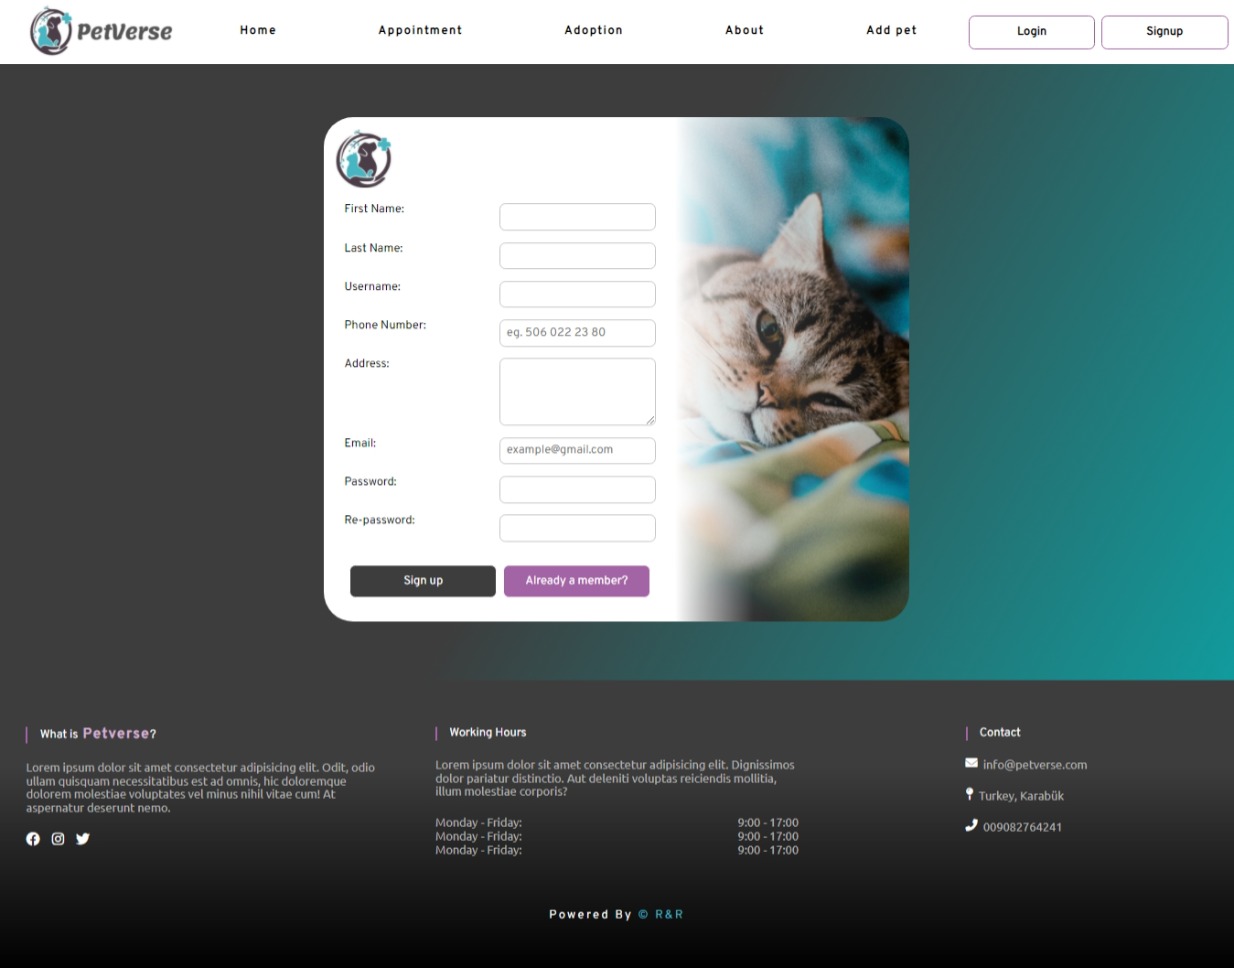 PetVerse
Home
Appointment
Adoption
About
Add pet
Login
Signup
First Name:
Last Name:
Username:
Phone Number:
eg. 506 022 23 80
Address:
Email:
example@gmail.com
Password:
Re-password:
Sign up
Already a member?
What is Petverse?
Lorem ipsum dolor sit amet consectetur adipisicing elit. Odit, odio
ullam quisquam necessitatibus est ad omnis, hic doloremque
dolorem molestiae voluptates vel minus nihil vitae cum! At
aspernatur deserunt nemo.
Working Hours
Lorem ipsum dolor sit amet consectetur adipisicing elit. Dignissimos
dolor pariatur distinctio. Aut deleniti voluptas reiciendis mollitia,
illum molestiae corporis?
Monday - Friday: 9:00 - 17:00
Monday - Friday: 9:00 - 17:00
Monday - Friday: 9:00 - 17:00
Contact
info@petverse.com
Turkey, Karabük
009082764241
Powered By © R&R